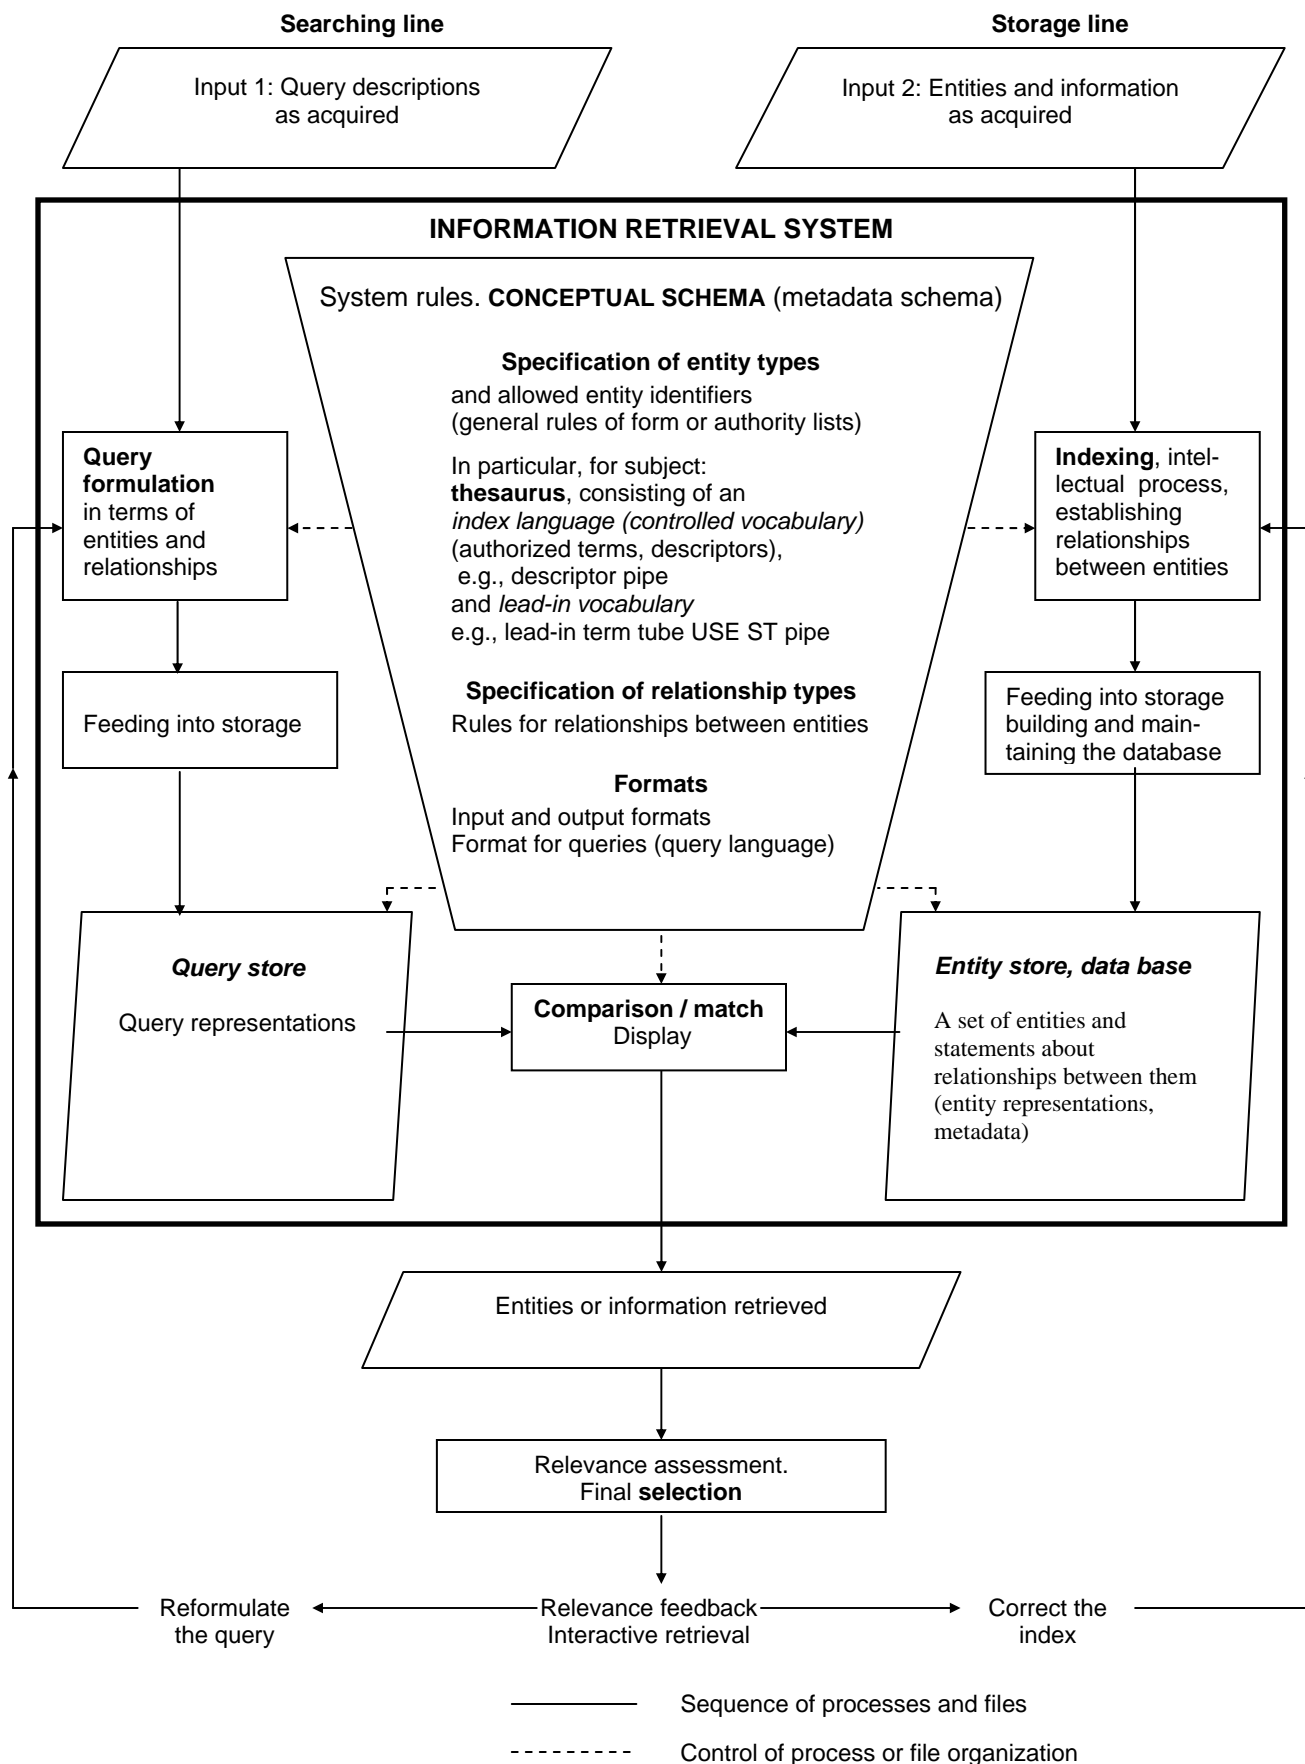 Searching line
Storage line
Input 1: Query descriptions
as acquired
Input 2: Entities and information
as acquired
INFORMATION RETRIEVAL SYSTEM
System rules. CONCEPTUAL SCHEMA (metadata schema)
Specification of entity types
and allowed entity identifiers
(general rules of form or authority lists)
In particular, for subject:
thesaurus, consisting of an
index language (controlled vocabulary)
(authorized terms, descriptors),
e.g., descriptor pipe
and lead-in vocabulary
e.g., lead-in term tube USE ST pipe
Specification of relationship types
Rules for relationships between entities
Formats
Input and output formats
Format for queries (query language)
Query
formulation
in terms of
entities and
relationships
Indexing, intel-
lectual process,
establishing
relationships
between entities
Feeding into storage
Feeding into storage
building and main-
taining the database
Query store
Query representations
Comparison / match
Display
Entity store, data base
A set of entities and
statements about
relationships between them
(entity representations,
metadata)
Entities or information retrieved
Relevance assessment.
Final selection
Reformulate
the query
Relevance feedback
Interactive retrieval
Correct the
index
Sequence of processes and files
Control of process or file organization